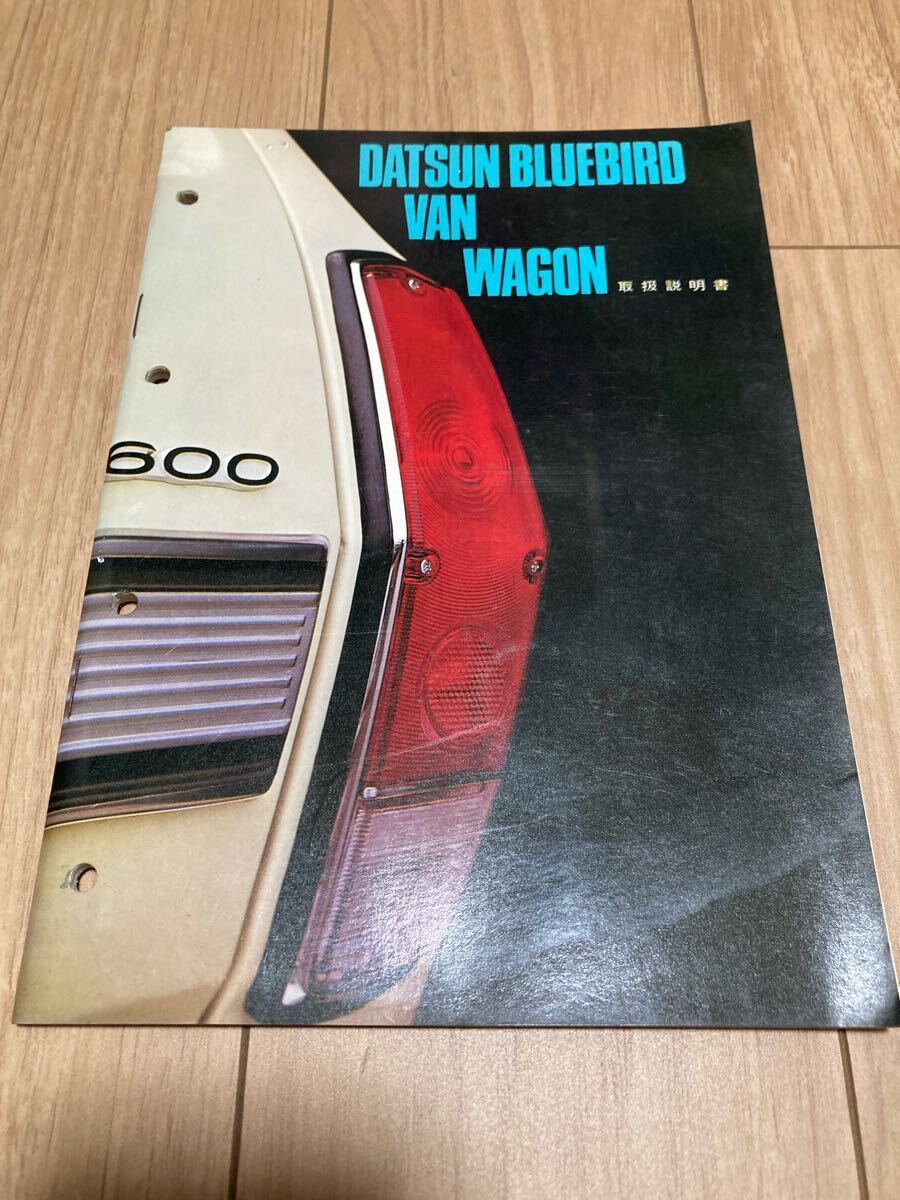 DATSUN BLUEBIRD
VAN
WAGON 取扱説明書
600